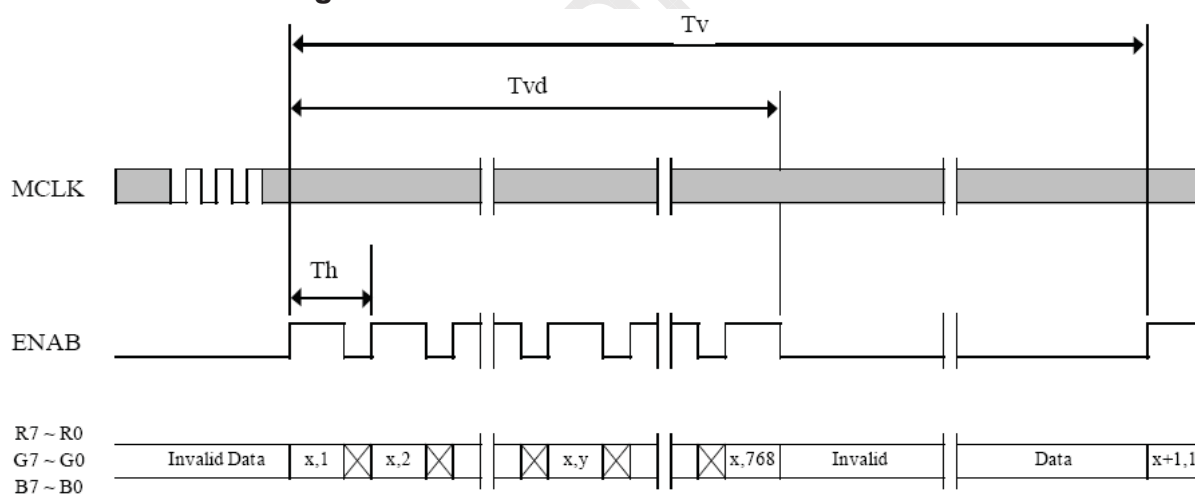 Tv
Tvd
MCLK
Th
ENAB
R7 ~ R0
G7 ~ G0
B7 ~ B0
Invalid Data x,1 x,2 x,y x,768 Invalid Data x+1,1